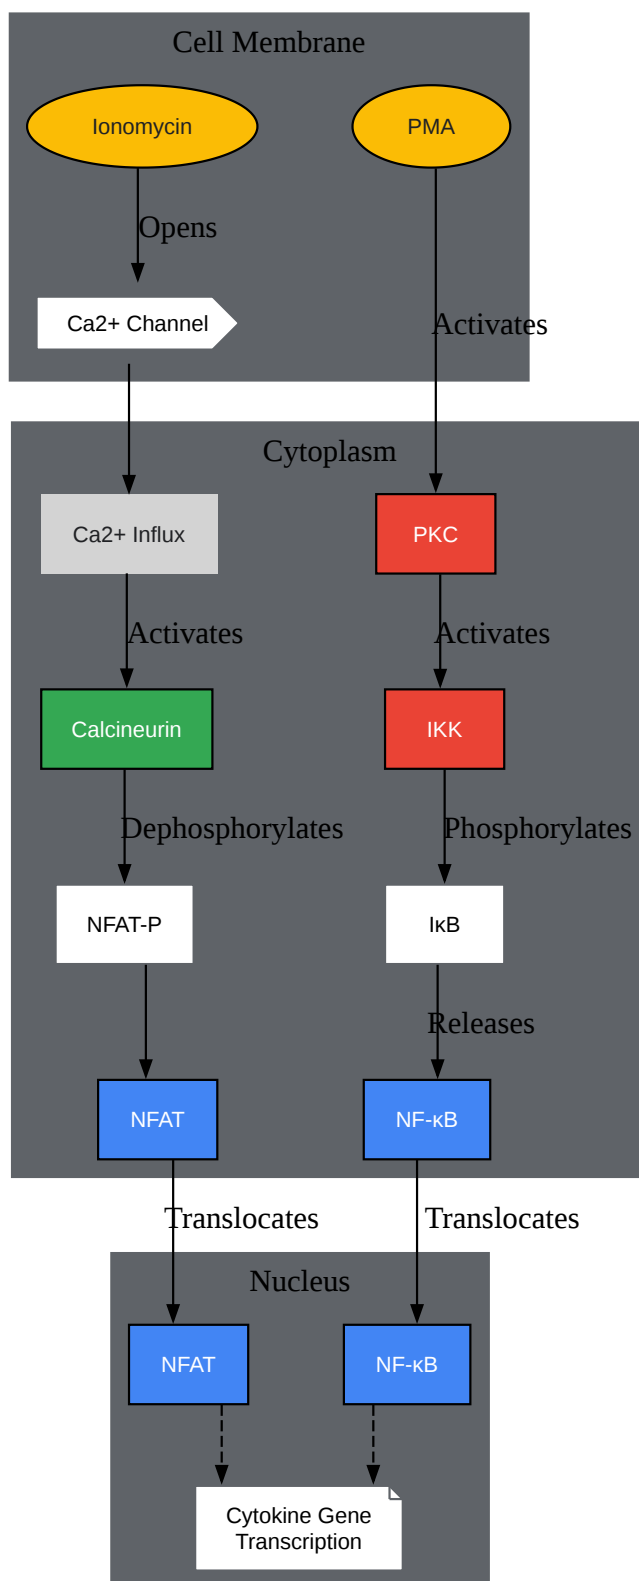 Cell Membrane
Ionomycin
PMA
Opens
Ca2+ Channel
Activates
Cytoplasm
Ca2+ Influx
PKC
Activates
Activates
Calcineurin
IKK
Dephosphorylates
Phosphorylates
NFAT-P
IκB
Releases
NFAT
NF-κB
Translocates
Translocates
Nucleus
NFAT
NF-κB
Cytokine Gene
Transcription